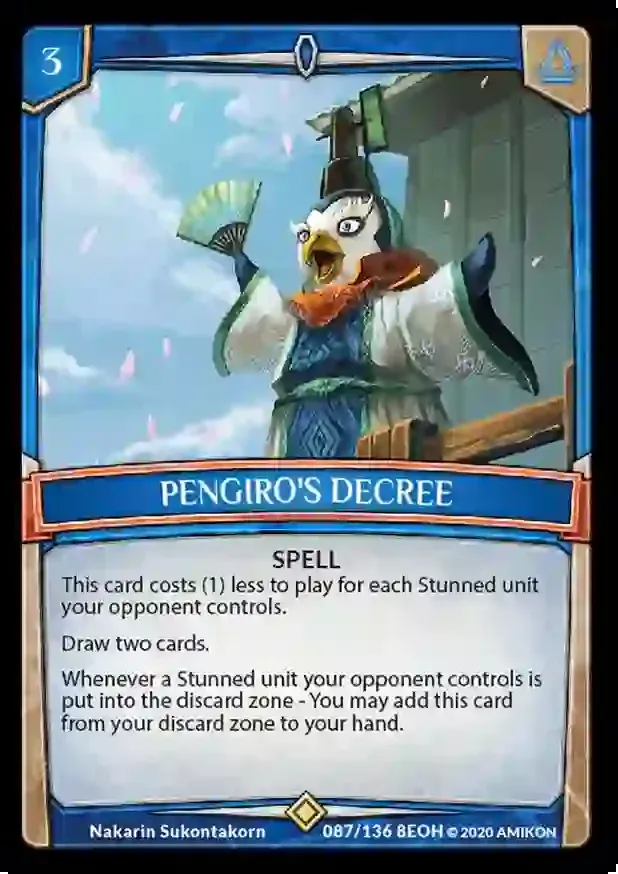 3
PENGIRO'S DECREE
SPELL
This card costs (1) less to play for each Stunned unit
your opponent controls.
Draw two cards.
Whenever a Stunned unit your opponent controls is
put into the discard zone - You may add this card
from your discard zone to your hand.
Nakarin Sukontakorn 087/136 8EOH © 2020 AMIKON